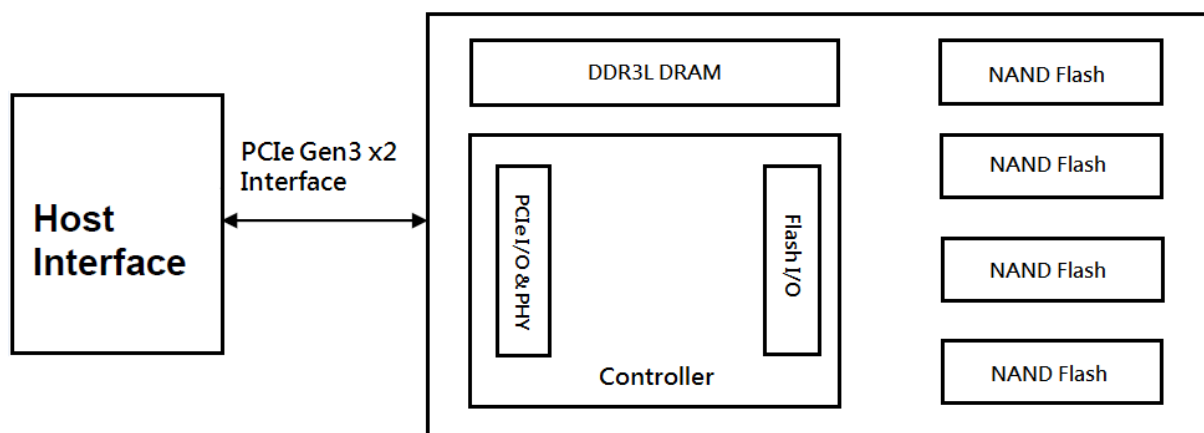 Host
Interface
PCIe Gen3 x2
Interface
DDR3L DRAM
PCIe I/O & PHY
Flash I/O
Controller
NAND Flash
NAND Flash
NAND Flash
NAND Flash